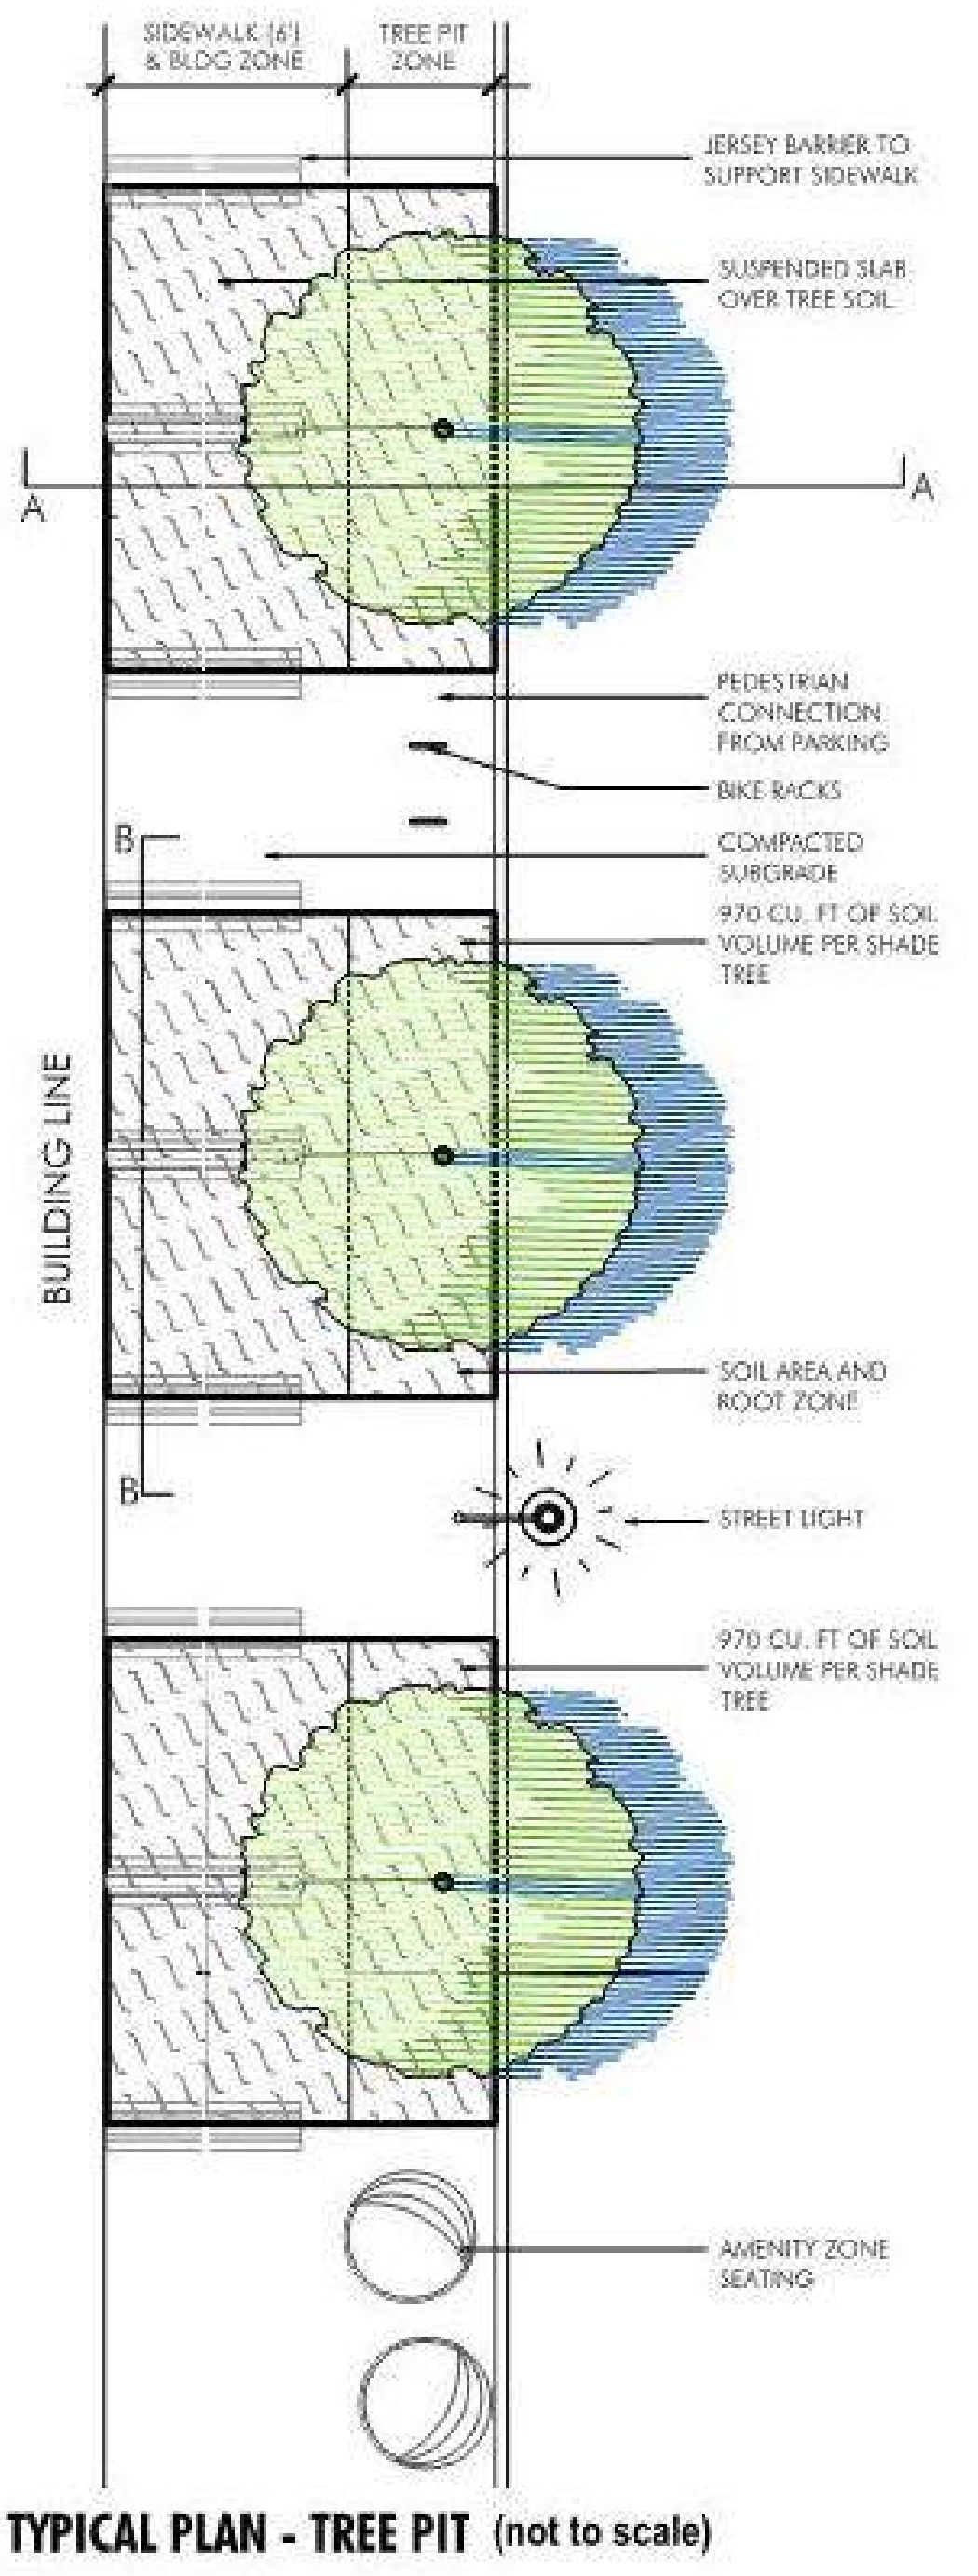 SIDEWALK (6')
& BLDG ZONE
TREE PIT
ZONE
JERSEY BARRIER TO
SUPPORT SIDEWALK
SUSPENDED SLAB
OVER TREE SOIL
A
A
PEDESTRIAN
CONNECTION
FROM PARKING
BIKE RACKS
B
COMPACTED
SUBGRADE
970 CU. FT OF SOIL
VOLUME PER SHADE
TREE
BUILDING LINE
SOIL AREA AND
ROOT ZONE
B
STREET LIGHT
970 CU. FT OF SOIL
VOLUME PER SHADE
TREE
AMENITY ZONE
SEATING
TYPICAL PLAN - TREE PIT (not to scale)